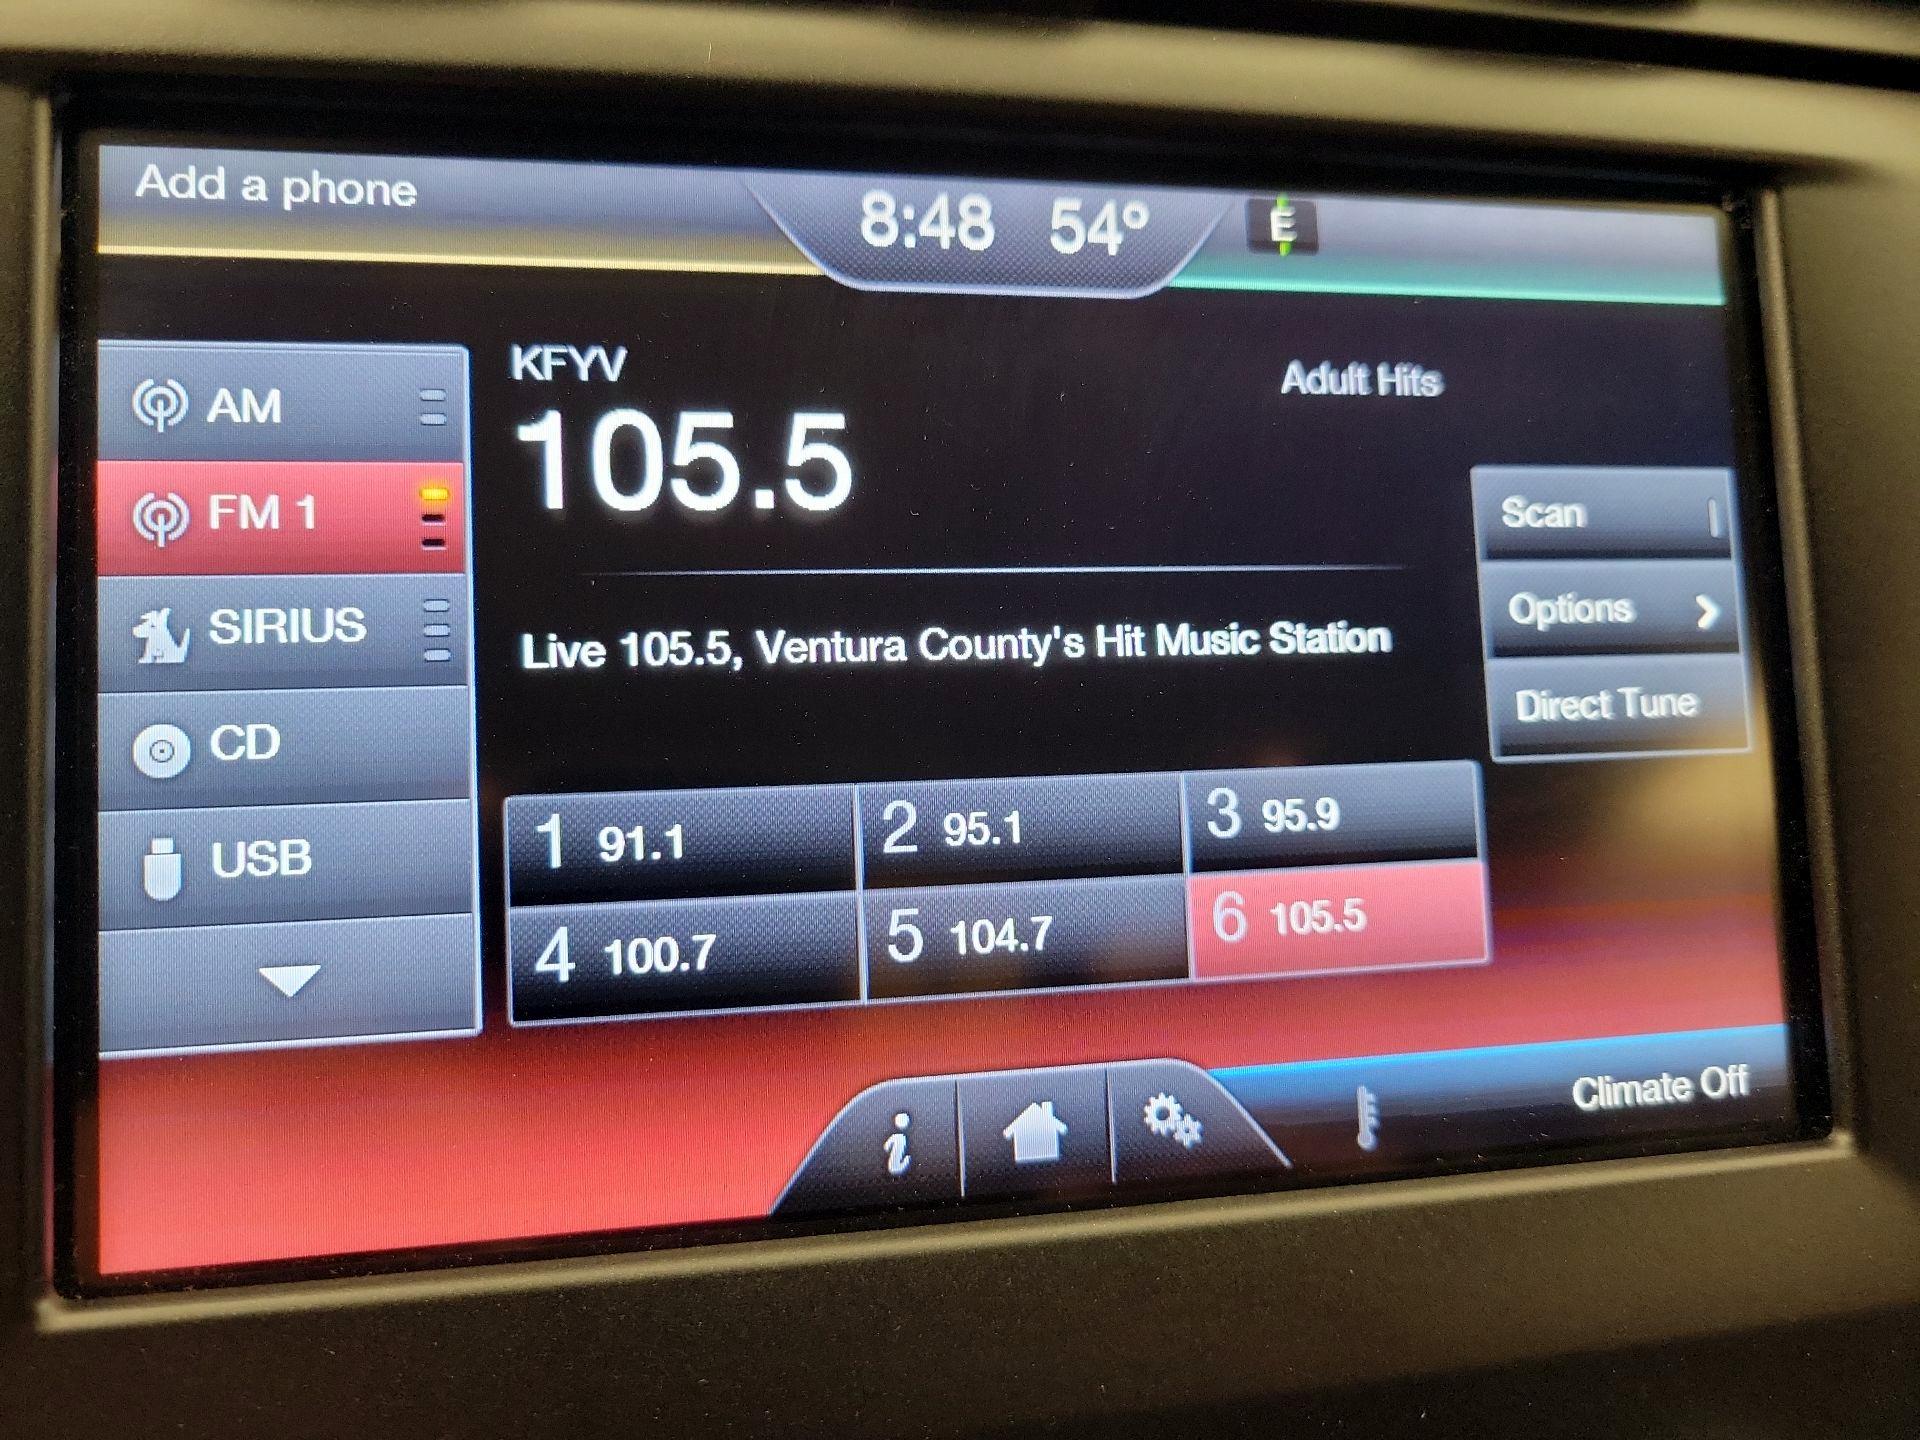 Add a phone
8:48 54°
E
AM
FM 1
SIRIUS
CD
USB
KFYV
Adult Hits
105.5
Live 105.5, Ventura County's Hit Music Station
Scan
Options
Direct Tune
1 91.1
2 95.1
3 95.9
4 100.7
5 104.7
6 105.5
i
Climate Off